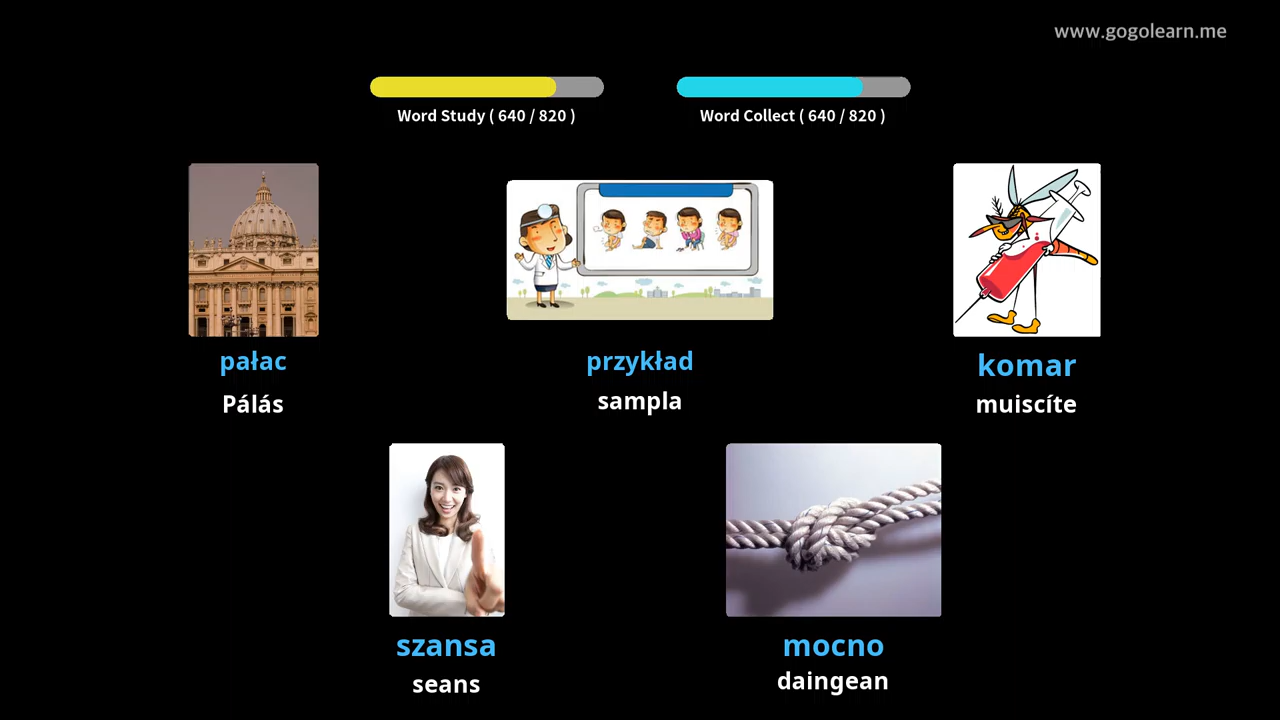 www.gogolearn.me
Word Study ( 640 / 820 )
Word Collect ( 640 / 820 )
pałac
Pálás
przykład
sampla
komar
muiscíte
szansa
seans
mocno
daingean